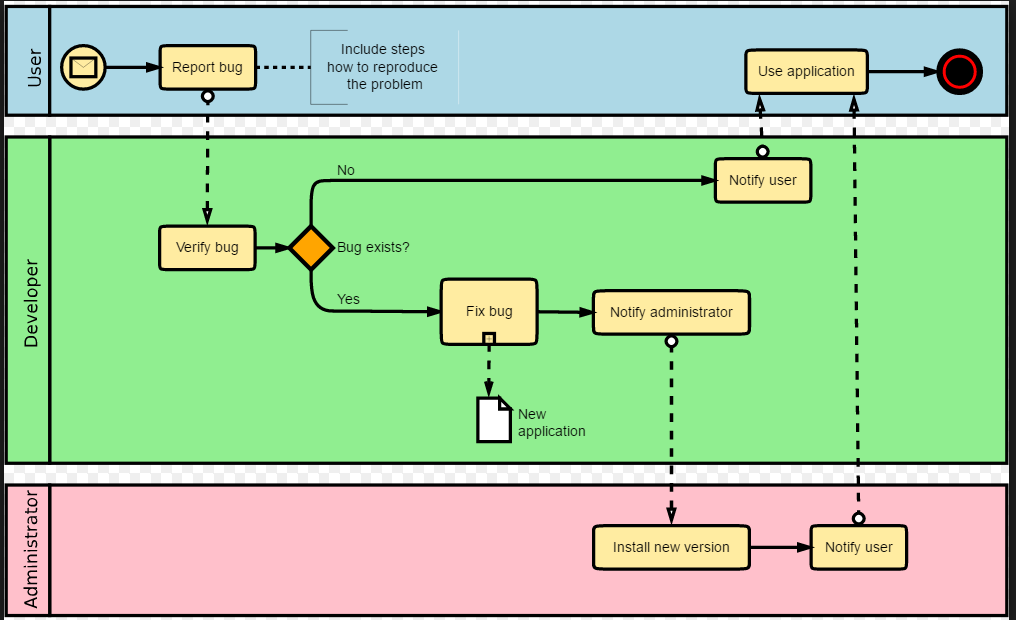 User
Report bug
Include steps
how to reproduce
the problem
Use application
Developer
No
Notify user
Verify bug
Bug exists?
Yes
Fix bug
Notify administrator
New
application
Administrator
Install new version
Notify user